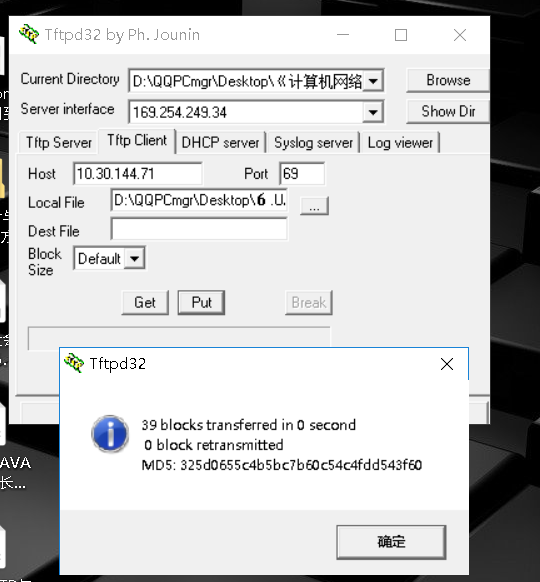 Tftpd32 by Ph. Jounin
Current Directory D:\QQPCmgr\Desktop\《计算机网络 Browse
Server interface 169.254.249.34 Show Dir
Tftp Server Tftp Client DHCP server Syslog server Log viewer
Host 10.30.144.71 Port 69
Local File D:\QQPCmgr\Desktop\6 .U. ...
Dest File
Block
Size Default
Get Put Break
Tftpd32
39 blocks transferred in 0 second
0 block retransmitted
MD5: 325d0655c4b5bc7b60c54c4fdd543f60
确定
AVA
长...